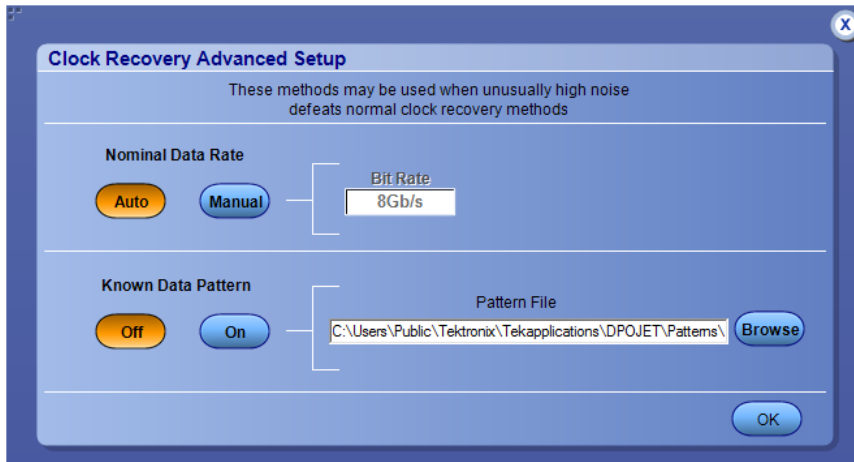 X
Clock Recovery Advanced Setup
These methods may be used when unusually high noise
defeats normal clock recovery methods
Nominal Data Rate
Auto
Manual
Bit Rate
8Gb/s
Known Data Pattern
Off
On
Pattern File
C:\Users\Public\Tektronix\Tekapplications\DPOJET\Patterns\
Browse
OK